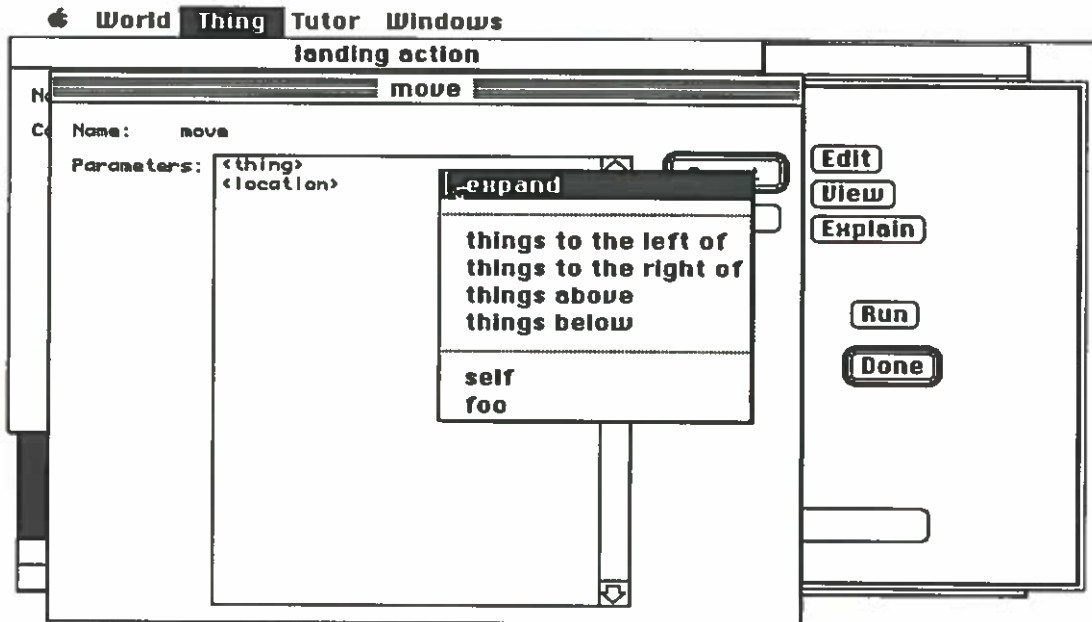 World Thing Tutor Windows
landing action
move
Name: move
Parameters: <thing>
<location>
expand
things to the left of
things to the right of
things above
things below
self
foo
Edit
View
Explain
Run
Done